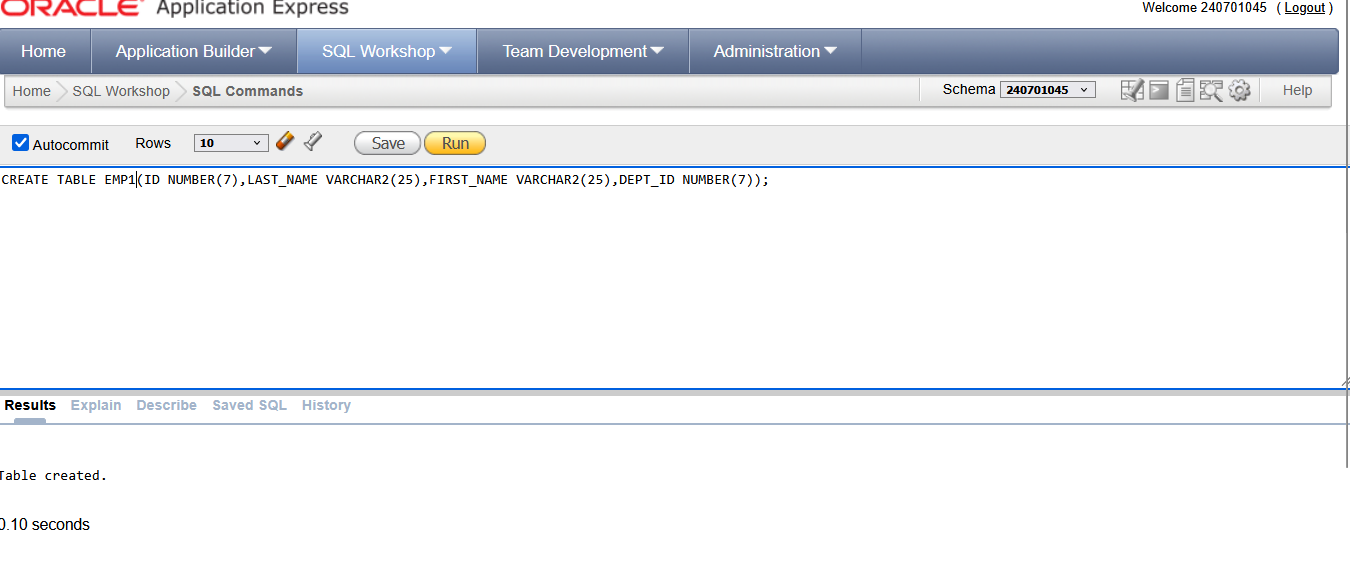 ORACLE Application Express
Welcome 240701045 ( Logout )
Home Application Builder SQL Workshop Team Development Administration
Home SQL Workshop SQL Commands Schema 240701045 Help
Autocommit Rows 10 Save Run
CREATE TABLE EMP1(ID NUMBER(7),LAST_NAME VARCHAR2(25),FIRST_NAME VARCHAR2(25),DEPT_ID NUMBER(7));
Results Explain Describe Saved SQL History
Table created.
0.10 seconds